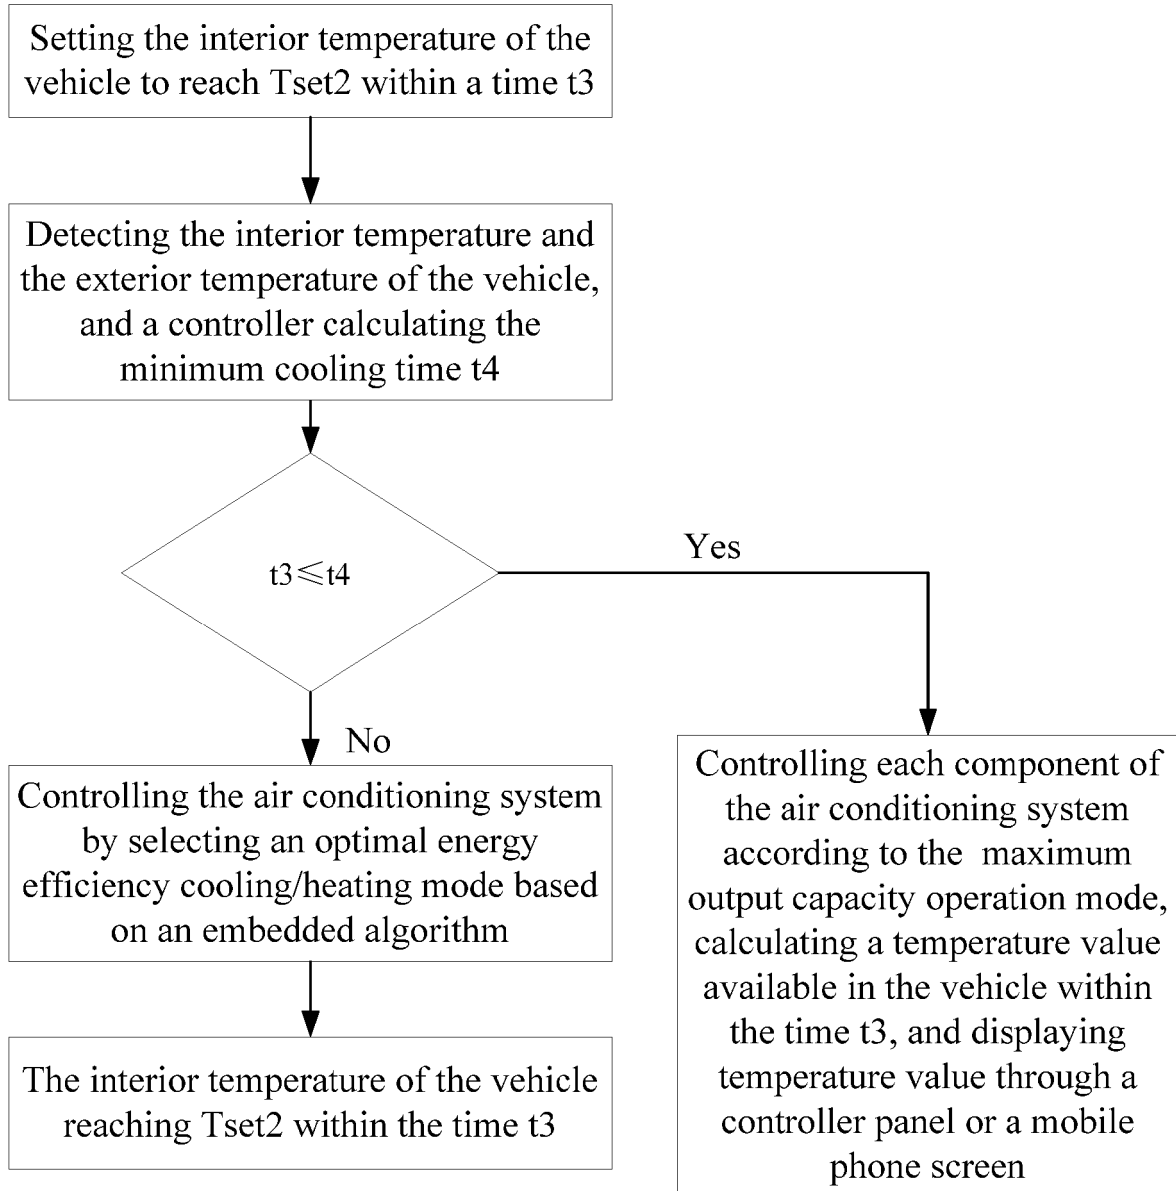 Setting the interior temperature of the
vehicle to reach Tset2 within a time t3
Detecting the interior temperature and
the exterior temperature of the vehicle,
and a controller calculating the
minimum cooling time t4
t3≤t4
Yes
No
Controlling the air conditioning system
by selecting an optimal energy
efficiency cooling/heating mode based
on an embedded algorithm
The interior temperature of the vehicle
reaching Tset2 within the time t3
Controlling each component of
the air conditioning system
according to the maximum
output capacity operation mode,
calculating a temperature value
available in the vehicle within
the time t3, and displaying
temperature value through a
controller panel or a mobile
phone screen